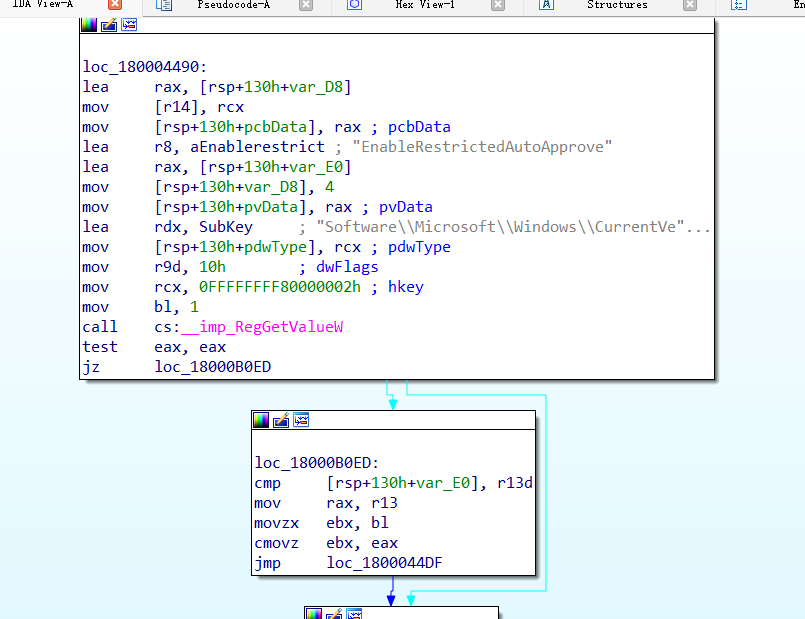 IDA View-A Pseudocode-A Hex View-1 Structures En
loc_180004490:
lea rax, [rsp+130h+var_D8]
mov [r14], rcx
mov [rsp+130h+pcbData], rax ; pcbData
lea r8, aEnablerestrict ; "EnableRestrictedAutoApprove"
lea rax, [rsp+130h+var_E0]
mov [rsp+130h+var_D8], 4
mov [rsp+130h+pvData], rax ; pvData
lea rdx, SubKey ; "Software\\Microsoft\\Windows\\CurrentVe"...
mov [rsp+130h+pdwType], rcx ; pdwType
mov r9d, 10h ; dwFlags
mov rcx, 0FFFFFFFF80000002h ; hkey
mov bl, 1
call cs:__imp_RegGetValueW
test eax, eax
jz loc_18000B0ED
loc_18000B0ED:
cmp [rsp+130h+var_E0], r13d
mov rax, r13
movzx ebx, bl
cmovz ebx, eax
jmp loc_1800044DF